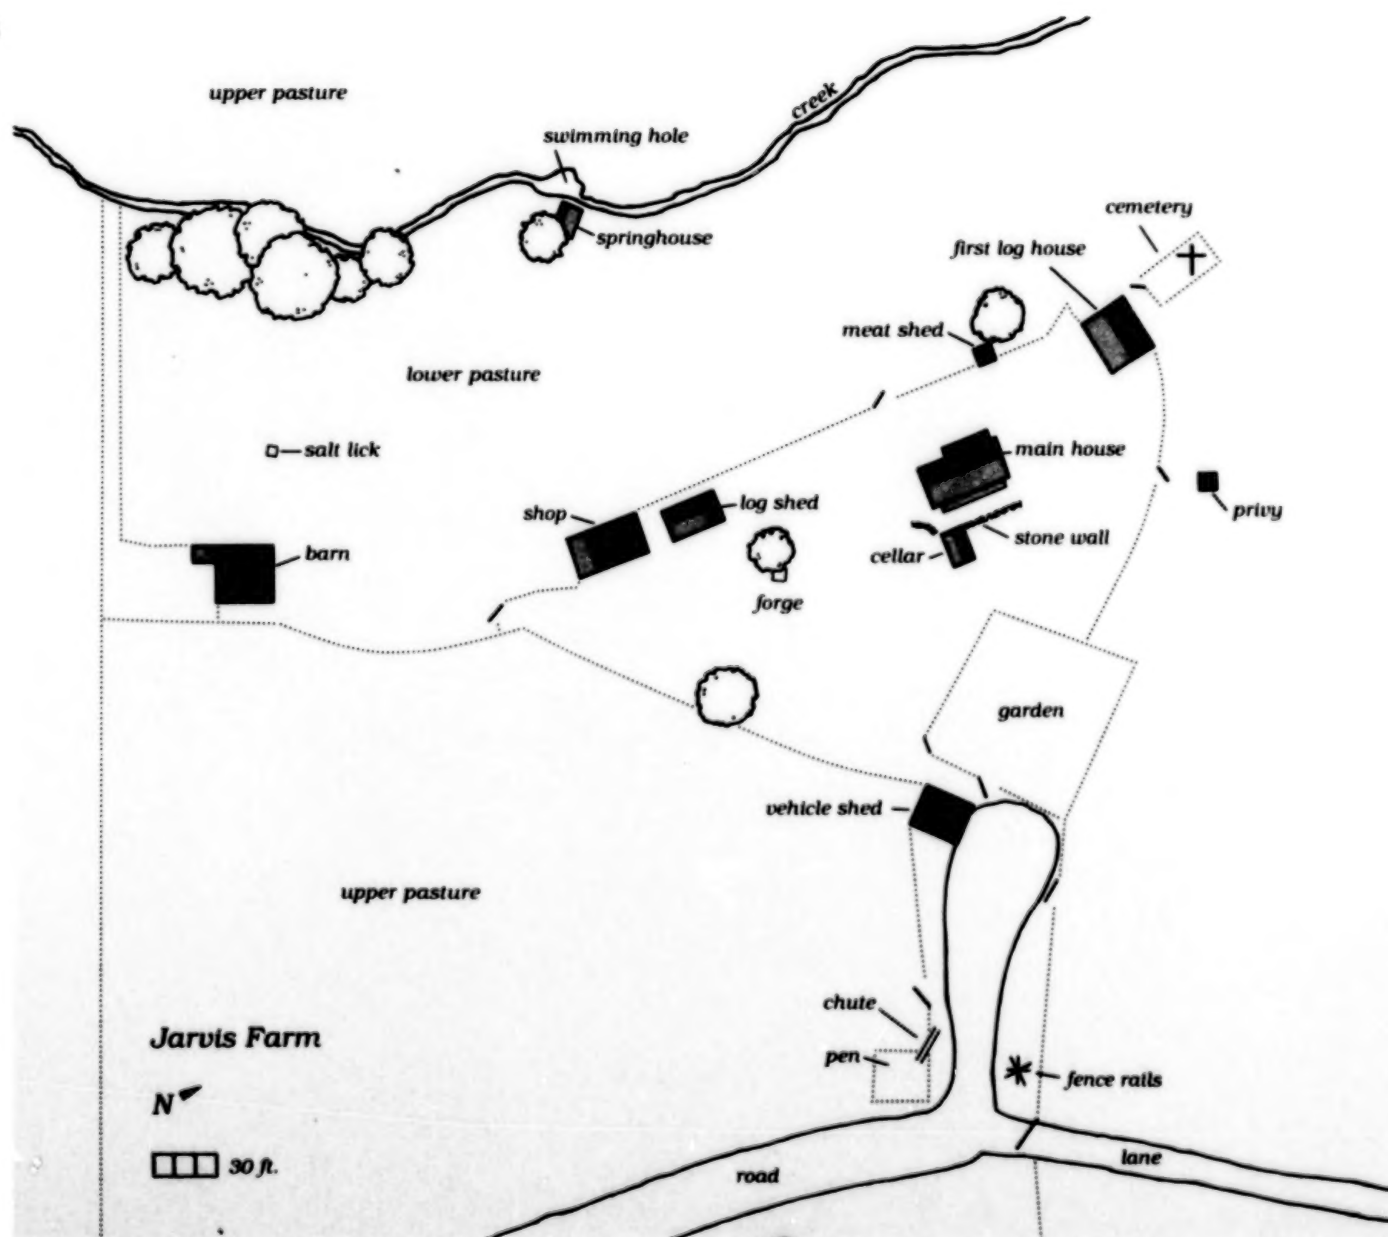 upper pasture
creek
swimming hole
springhouse
cemetery
first log house
meat shed
lower pasture
salt lick
main house
log shed
shop
privy
stone wall
barn
cellar
forge
garden
vehicle shed
upper pasture
chute
pen
Jarvis Farm
fence rails
N
30 ft.
road
lane